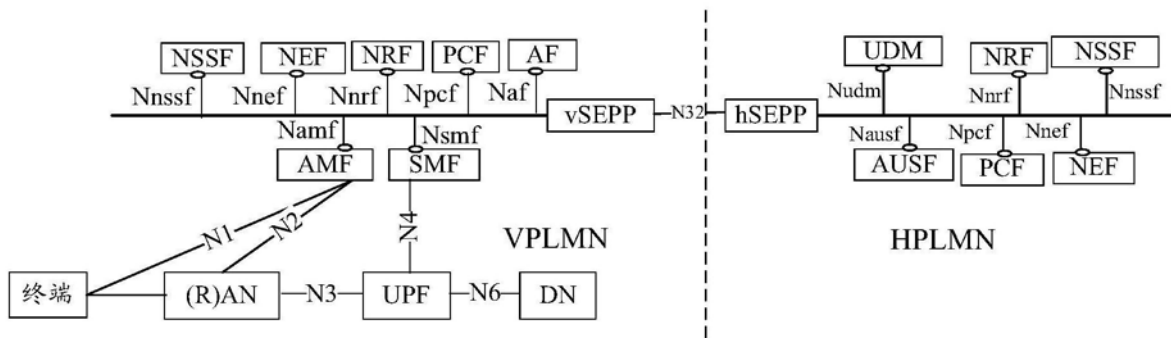 NSSF NEF NRF PCF AF UDM NRF NSSF
Nnssf Nnef Nnrf Npcf Naf Nudm Nnrf Nnssf
vSEPP N32 hSEPP
Namf Nsmf Nausf Npcf Nnef
AMF SMF AUSF PCF NEF
N1 N2 N4 VPLMN HPLMN
终端 (R)AN N3 UPF N6 DN